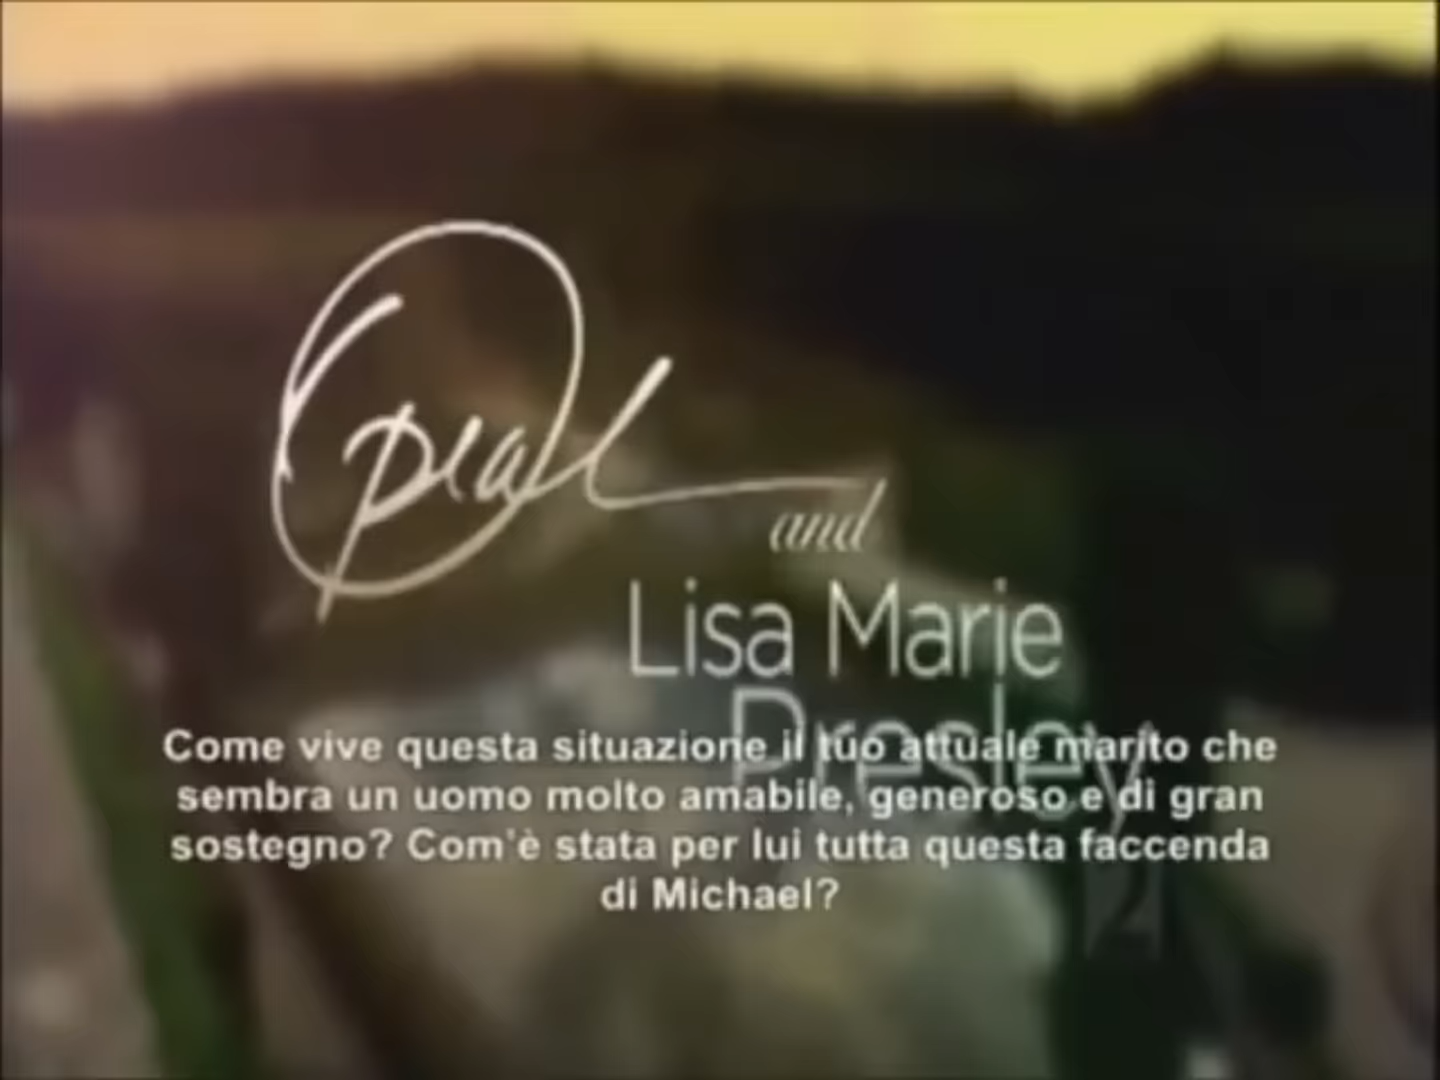 Oprah
and
Lisa Marie
Presley
Come vive questa situazione il tuo attuale marito che
sembra un uomo molto amabile, generoso e di gran
sostegno? Com'è stata per lui tutta questa faccenda
di Michael?
2